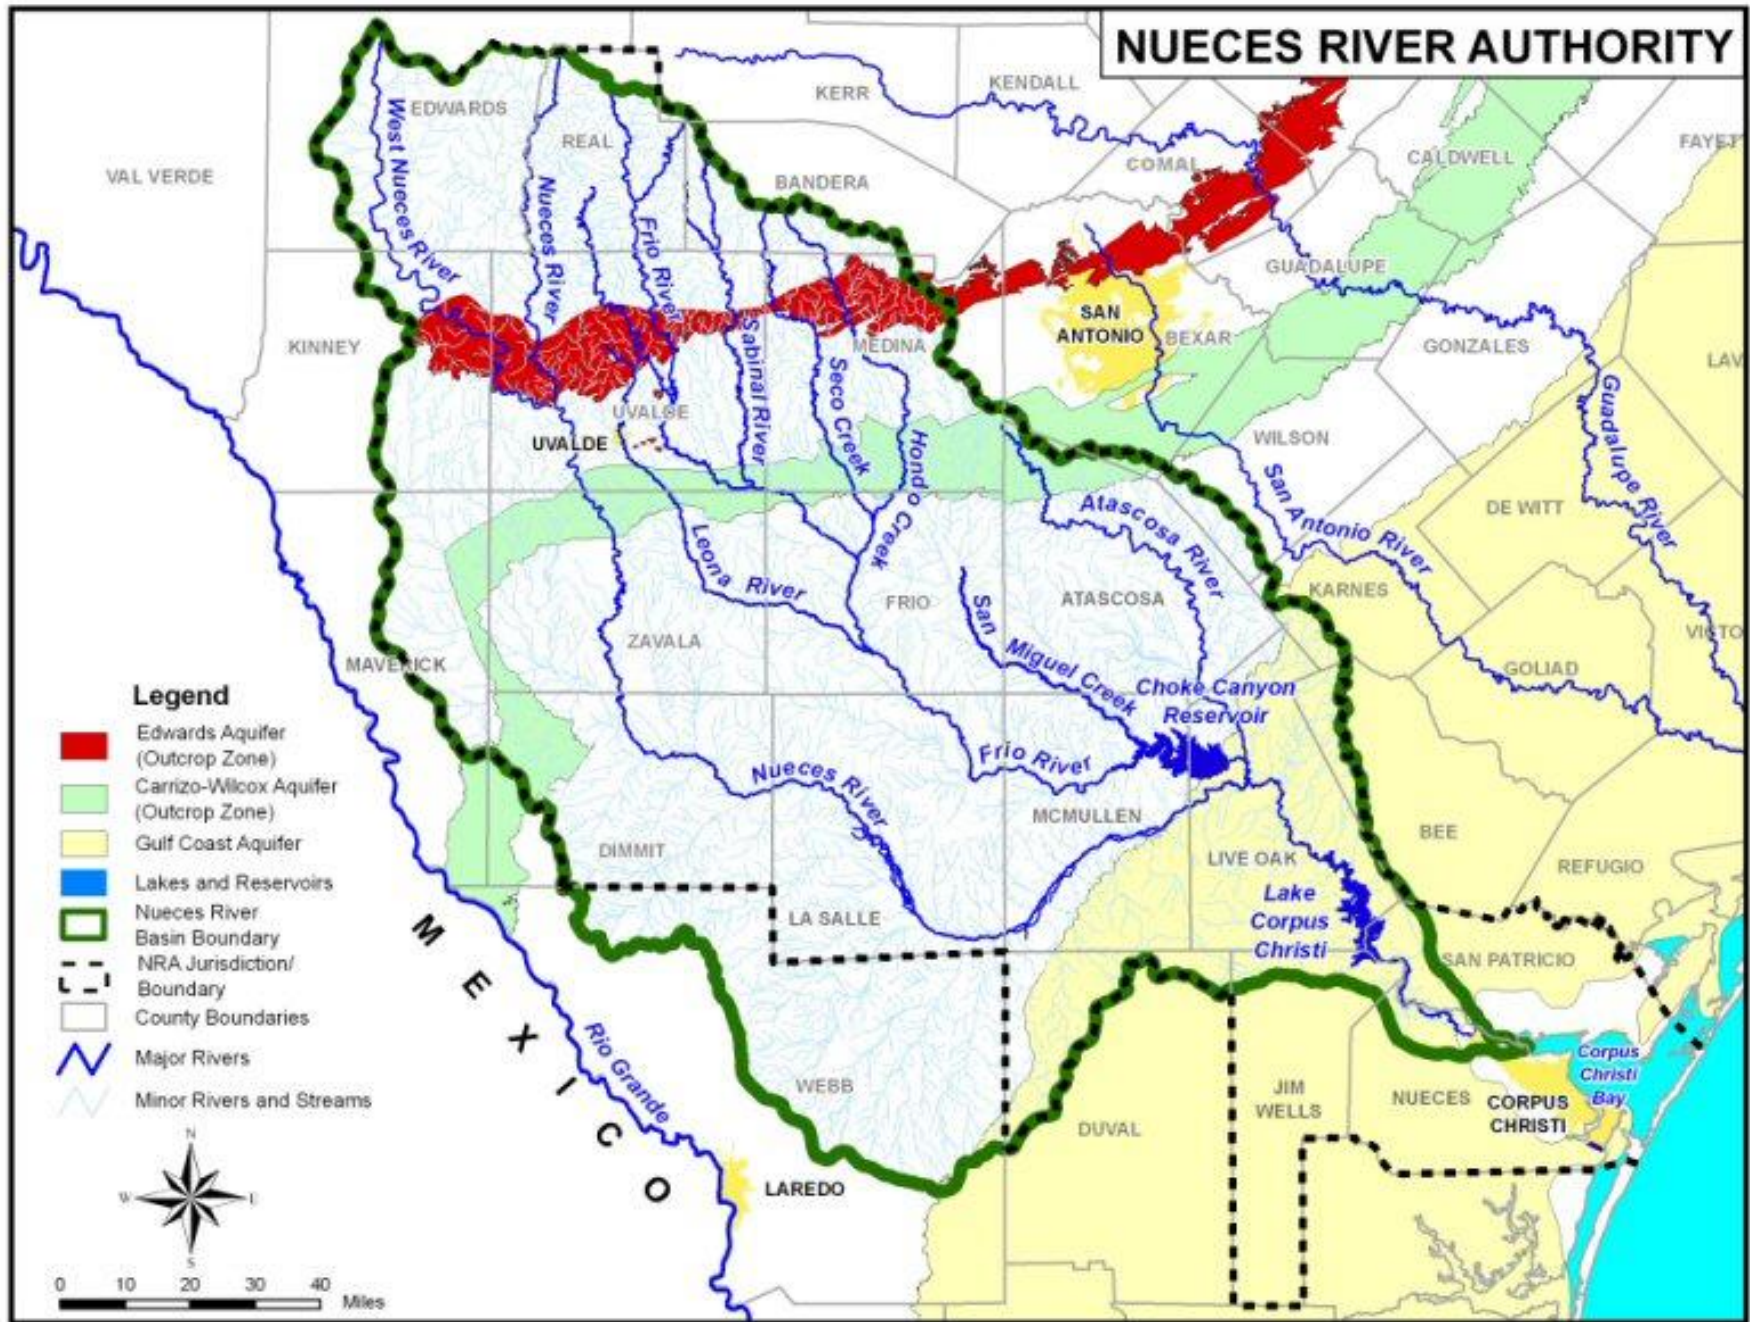 NUECES RIVER AUTHORITY
KERR
KENDALL
EDWARDS
REAL
VAL VERDE
BANDERA
COMAL
CALDWELL
West Nueces River
Nueces River
Frio River
GUADALUPE
KINNEY
SAN
ANTONIO
BEXAR
MEDINA
GONZALES
Sabinal River
Seco Creek
Hondo Creek
UVALDE
UVALDE
WILSON
Guadalupe River
San Antonio River
DE WITT
Atascosa River
Leona River
FRIO
ATASCOSA
KARNES
ZAVALA
San Miguel Creek
MAVERICK
GOLIAD
Choke Canyon
Reservoir
Frio River
Nueces River
MCMULLEN
BEE
REFUGIO
DIMMIT
LIVE OAK
LA SALLE
Lake
Corpus
Christi
SAN PATRICIO
MEXICO
Rio Grande
WEBB
DUVAL
JIM
WELLS
NUECES
CORPUS
CHRISTI
Corpus
Christi
Bay
LAREDO
FAYET
LAV
VICTO
Legend
Edwards Aquifer
(Outcrop Zone)
Carrizo-Wilcox Aquifer
(Outcrop Zone)
Gulf Coast Aquifer
Lakes and Reservoirs
Nueces River
Basin Boundary
NRA Jurisdiction/
Boundary
County Boundaries
Major Rivers
Minor Rivers and Streams
N
W E
S
0 10 20 30 40
Miles